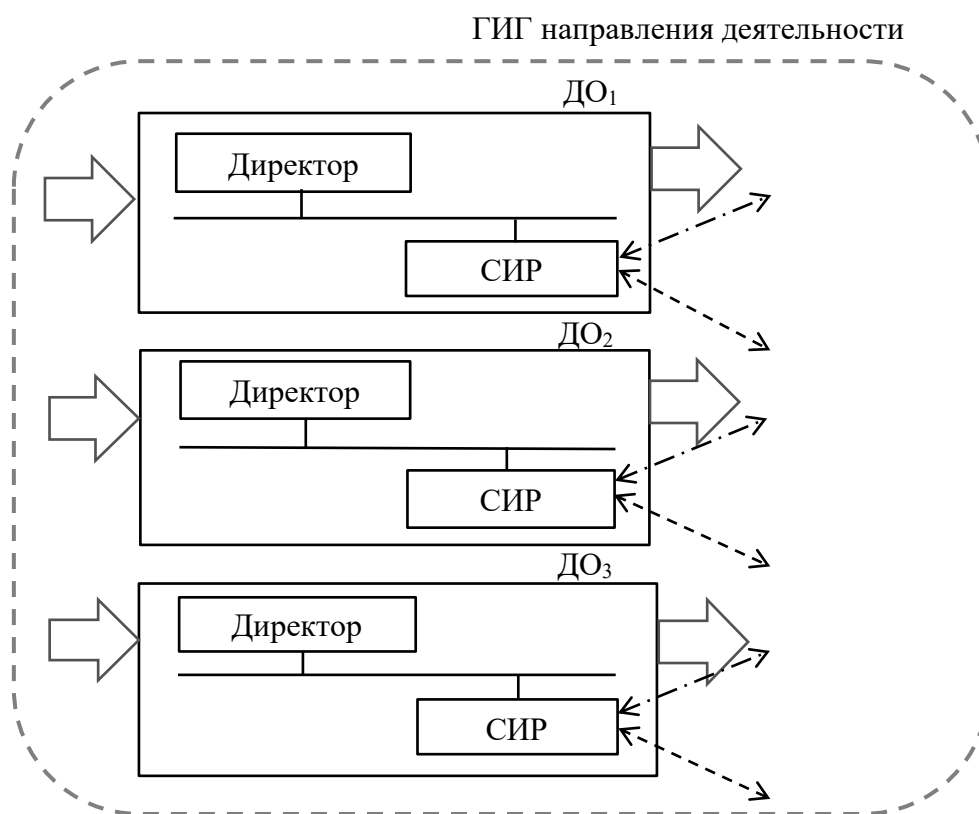 ГИГ направления деятельности
ДО₁
Директор
СИР
ДО₂
Директор
СИР
ДО₃
Директор
СИР